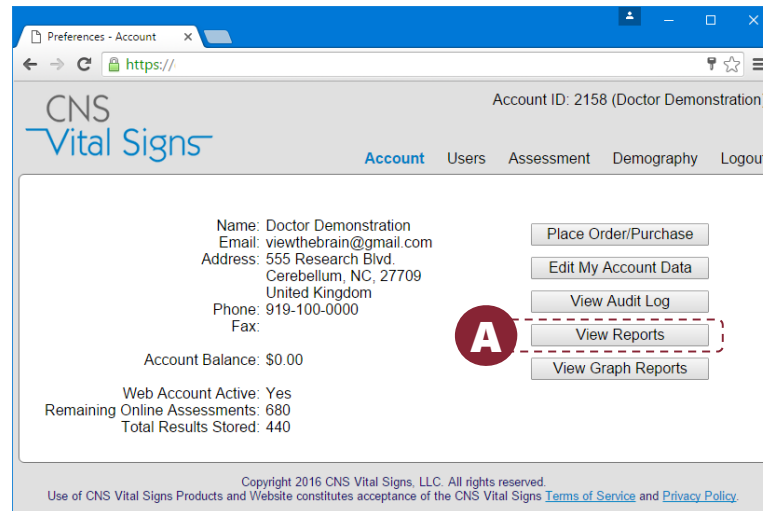 Preferences - Account
https://
CNS
Vital Signs
Account ID: 2158 (Doctor Demonstration)
Account Users Assessment Demography Logout
Name: Doctor Demonstration
Email: viewthebrain@gmail.com
Address: 555 Research Blvd.
Cerebellum, NC, 27709
United Kingdom
Phone: 919-100-0000
Fax:
Account Balance: $0.00
Web Account Active: Yes
Remaining Online Assessments: 680
Total Results Stored: 440
Place Order/Purchase
Edit My Account Data
View Audit Log
A View Reports
View Graph Reports
Copyright 2016 CNS Vital Signs, LLC. All rights reserved.
Use of CNS Vital Signs Products and Website constitutes acceptance of the CNS Vital Signs Terms of Service and Privacy Policy.